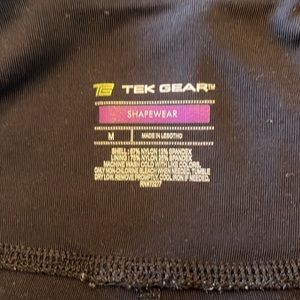 TEK GEAR™
SHAPEWEAR
M MADE IN LESOTHO
SHELL: 87% NYLON 13% SPANDEX
LINING: 75% NYLON 25% SPANDEX
MACHINE WASH COLD WITH LIKE COLORS,
ONLY NON-CHLORINE BLEACH WHEN NEEDED, TUMBLE
DRY LOW, REMOVE PROMPTLY, COOL IRON IF NEEDED.